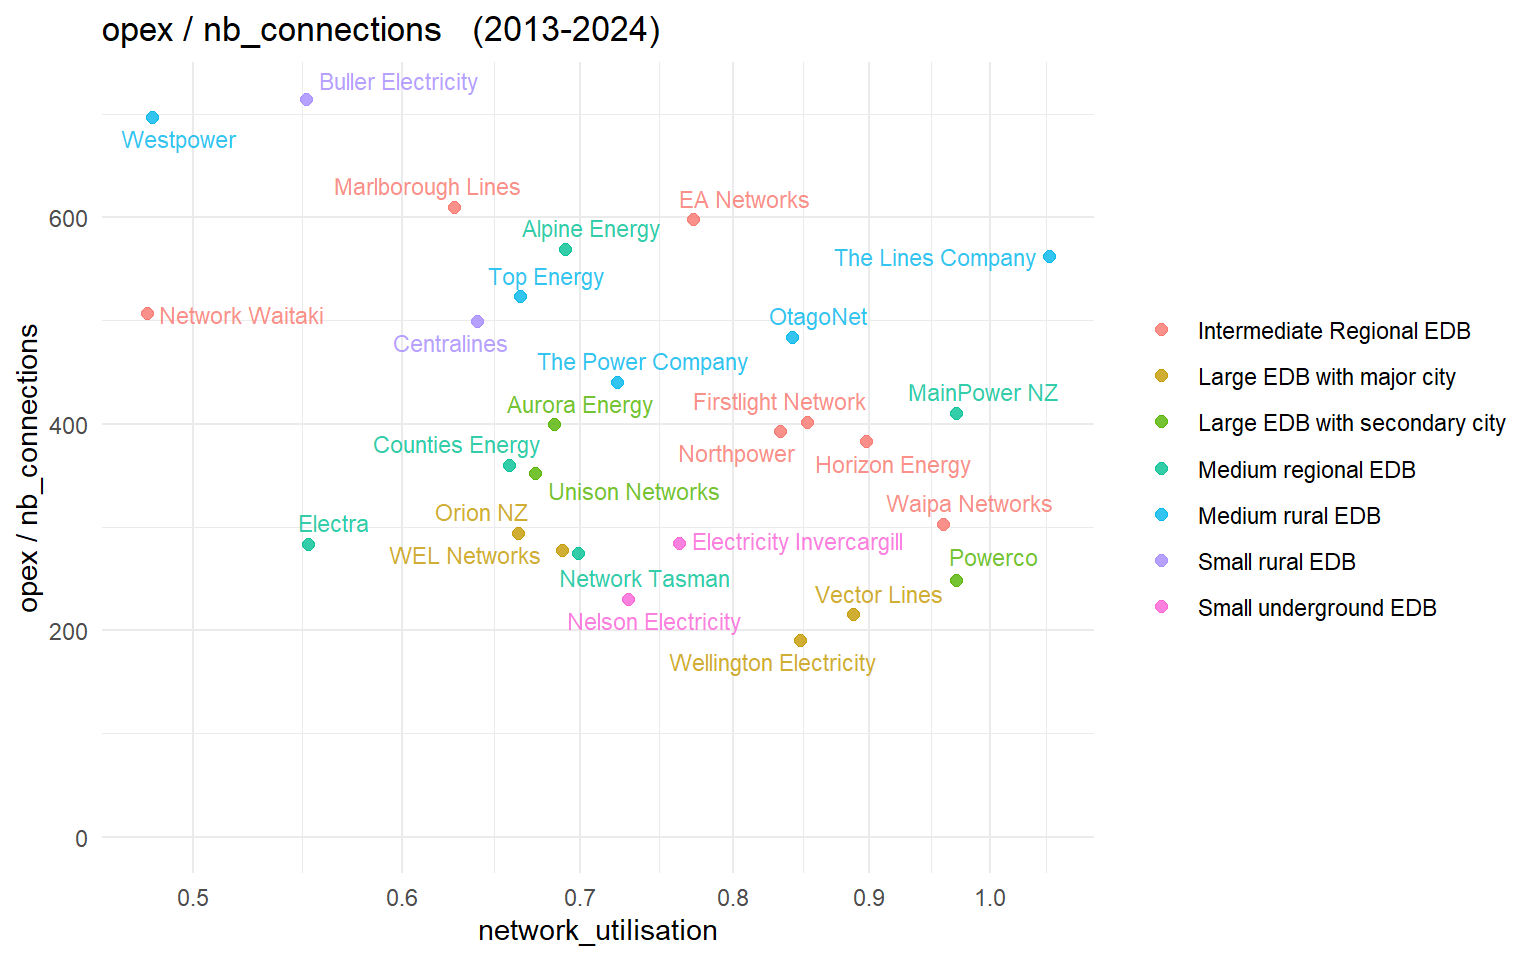 opex / nb_connections (2013-2024)
Buller Electricity
Westpower
Marlborough Lines
EA Networks
Alpine Energy
The Lines Company
Top Energy
Network Waitaki
OtagoNet
Centralines
The Power Company
MainPower NZ
Firstlight Network
Aurora Energy
Counties Energy
Northpower
Horizon Energy
Unison Networks
Waipa Networks
Orion NZ
Electra
Electricity Invercargill
WEL Networks
Powerco
Network Tasman
Vector Lines
Nelson Electricity
Wellington Electricity
600
400
200
0
opex / nb_connections
0.5 0.6 0.7 0.8 0.9 1.0
network_utilisation
Intermediate Regional EDB
Large EDB with major city
Large EDB with secondary city
Medium regional EDB
Medium rural EDB
Small rural EDB
Small underground EDB